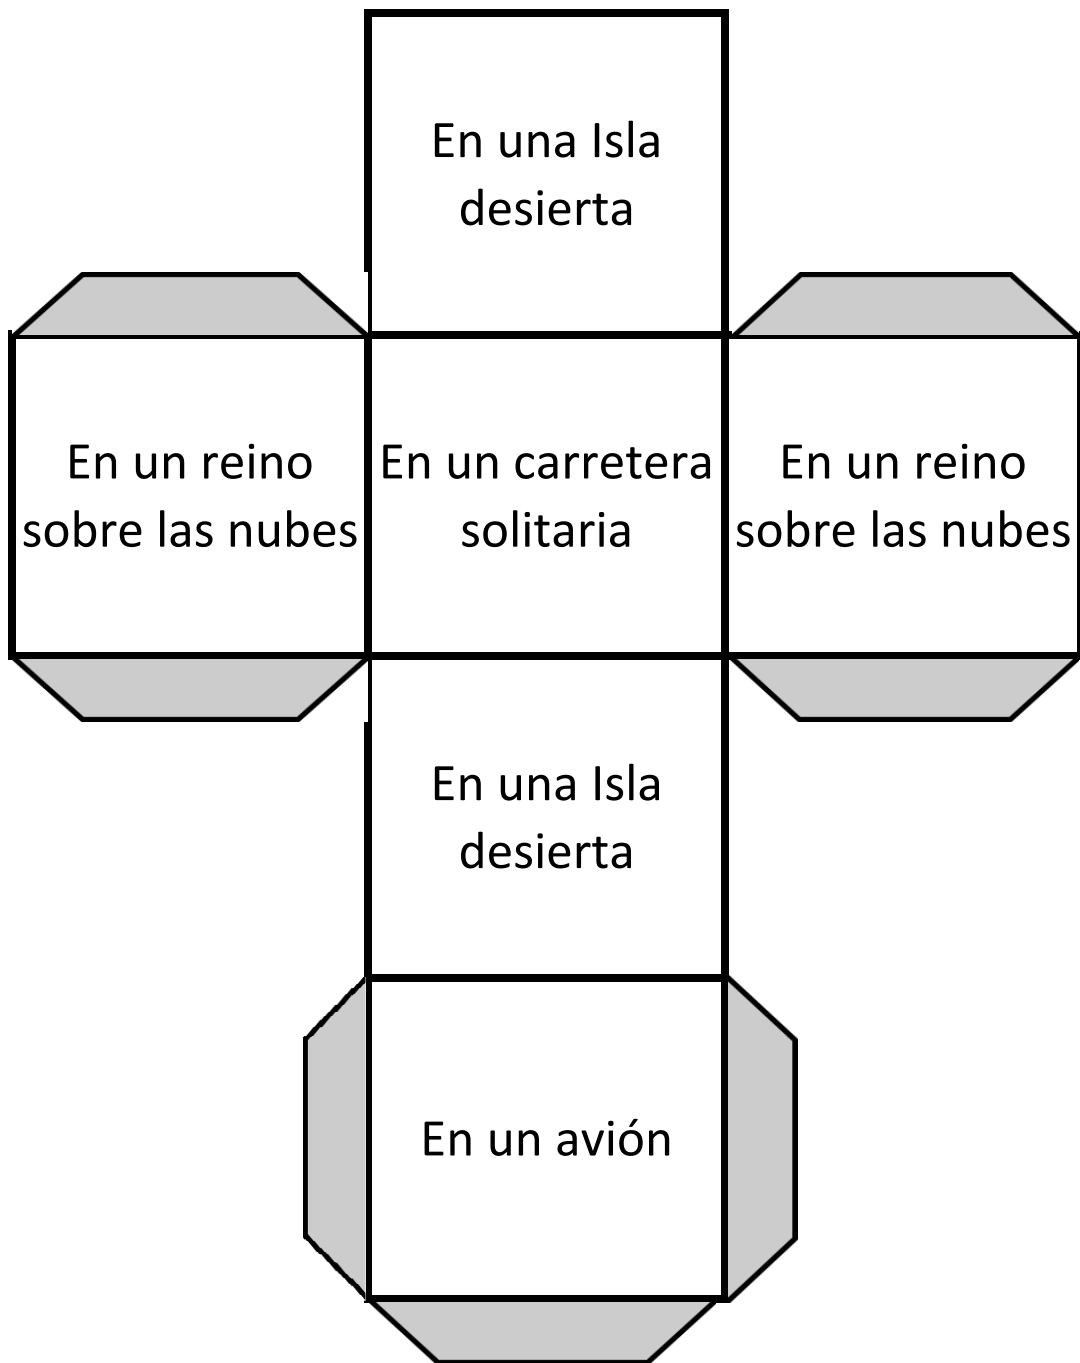 En una Isla
desierta
En un reino
sobre las nubes
En un carretera
solitaria
En un reino
sobre las nubes
En una Isla
desierta
En un avión